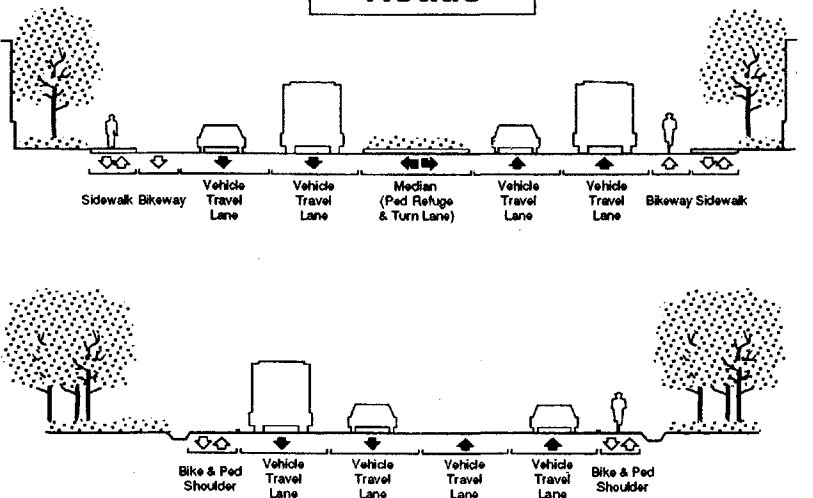 Sidewalk Bikeway Vehicle Travel Lane Vehicle Travel Lane Median (Ped Refuge & Turn Lane) Vehicle Travel Lane Vehicle Travel Lane Bikeway Sidewalk
Bike & Ped Shoulder Vehicle Travel Lane Vehicle Travel Lane Vehicle Travel Lane Vehicle Travel Lane Bike & Ped Shoulder